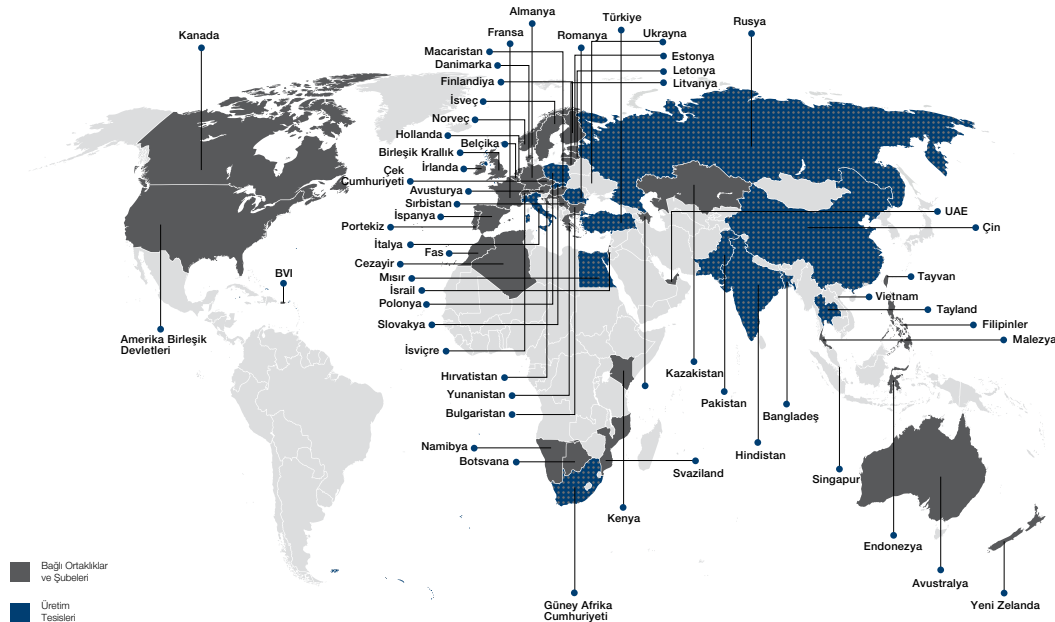 Almanya
Türkiye
Rusya
Kanada
Fransa
Romanya
Ukrayna
Macaristan
Estonya
Danimarka
Letonya
Finlandiya
Litvanya
İsveç
Norveç
Hollanda
Belçika
Birleşik Krallık
İrlanda
Çek
Cumhuriyeti
Avusturya
Sırbistan
İspanya
UAE
Portekiz
Çin
İtalya
Fas
Cezayir
BVI
Mısır
Tayvan
İsrail
Vietnam
Polonya
Tayland
Slovakya
Filipinler
Amerika Birleşik
Devletleri
Malezya
İsviçre
Kazakistan
Hırvatistan
Yunanistan
Pakistan
Bulgaristan
Bangladeş
Namibya
Hindistan
Botsvana
Svaziland
Singapur
Kenya
Endonezya
Bağlı Ortaklıklar
ve Şubeleri
Avustralya
Üretim
Tesisleri
Güney Afrika
Cumhuriyeti
Yeni Zelanda